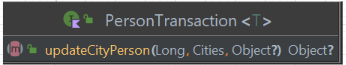 PersonTransaction <T>
updateCityPerson(Long, Cities, Object?) Object?